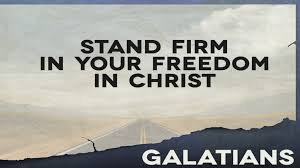 STAND FIRM
IN YOUR FREEDOM
IN CHRIST
GALATIANS